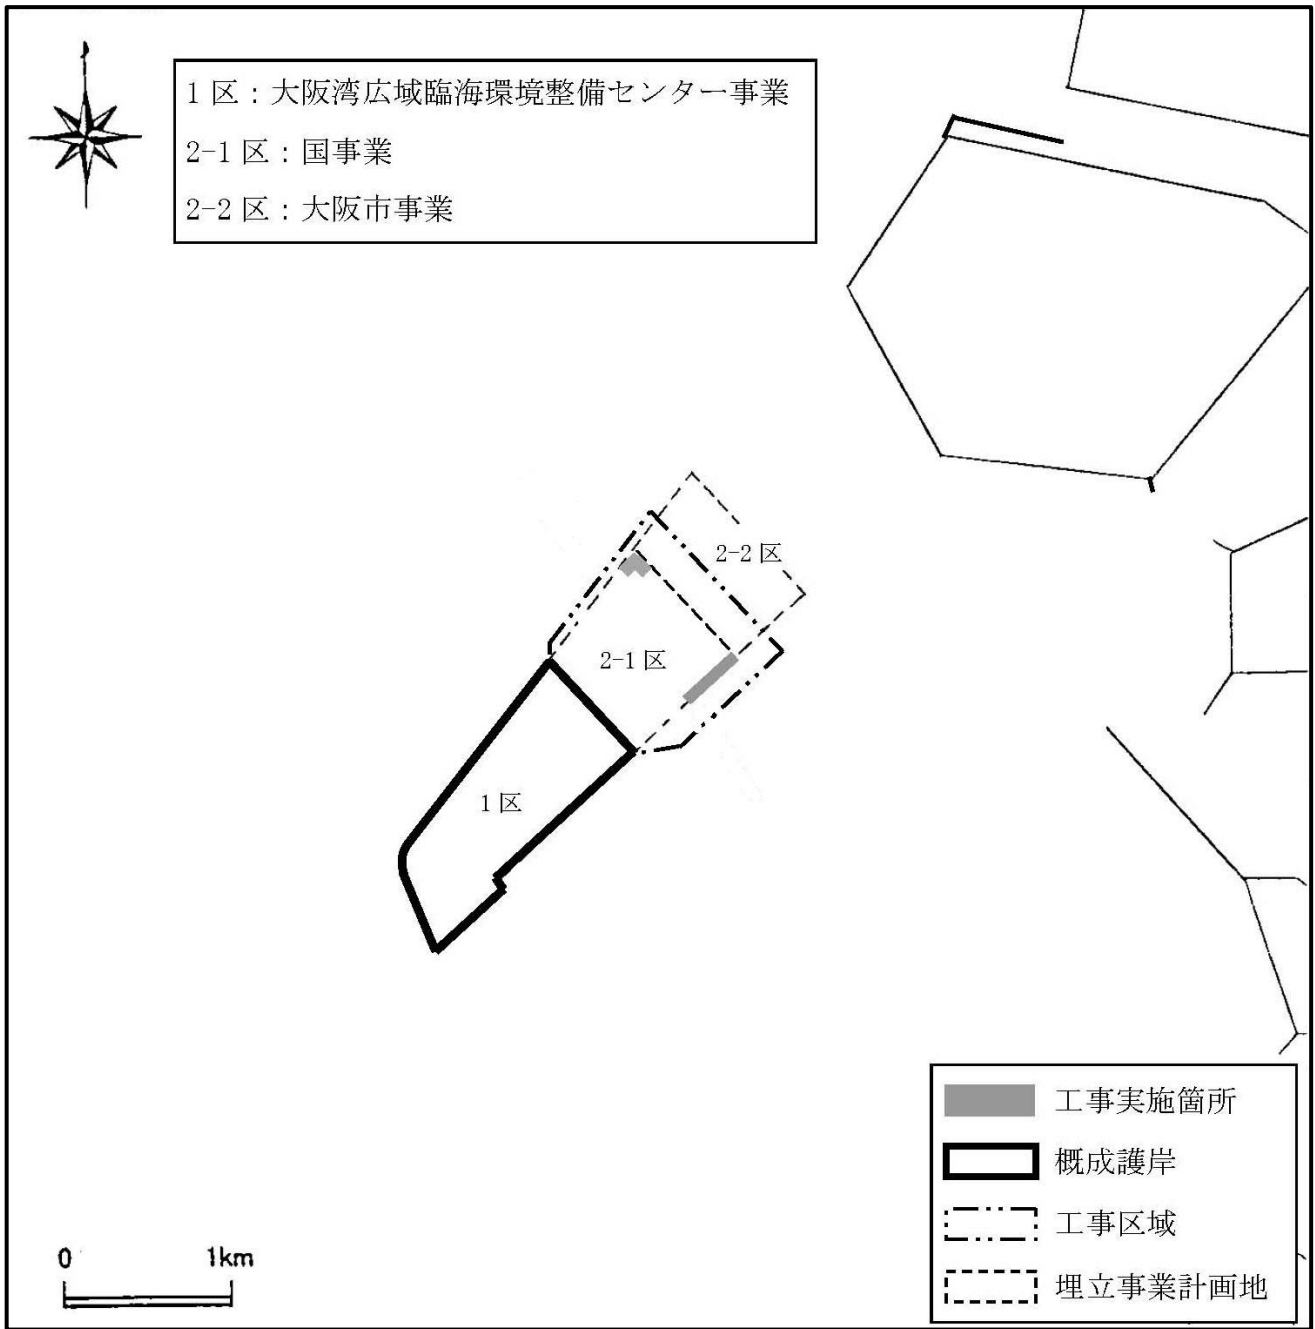 1区：大阪湾広域臨海環境整備センター事業
2-1区：国事業
2-2区：大阪市事業
2-2区
2-1区
1区
工事実施箇所
概成護岸
工事区域
埋立事業計画地
0 1km